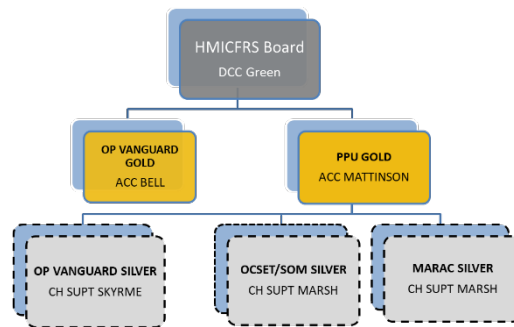 HMICFRS Board
DCC Green
OP VANGUARD
GOLD
ACC BELL
PPU GOLD
ACC MATTINSON
OP VANGUARD SILVER
CH SUPT SKYRME
OCSET/SOM SILVER
CH SUPT MARSH
MARAC SILVER
CH SUPT MARSH